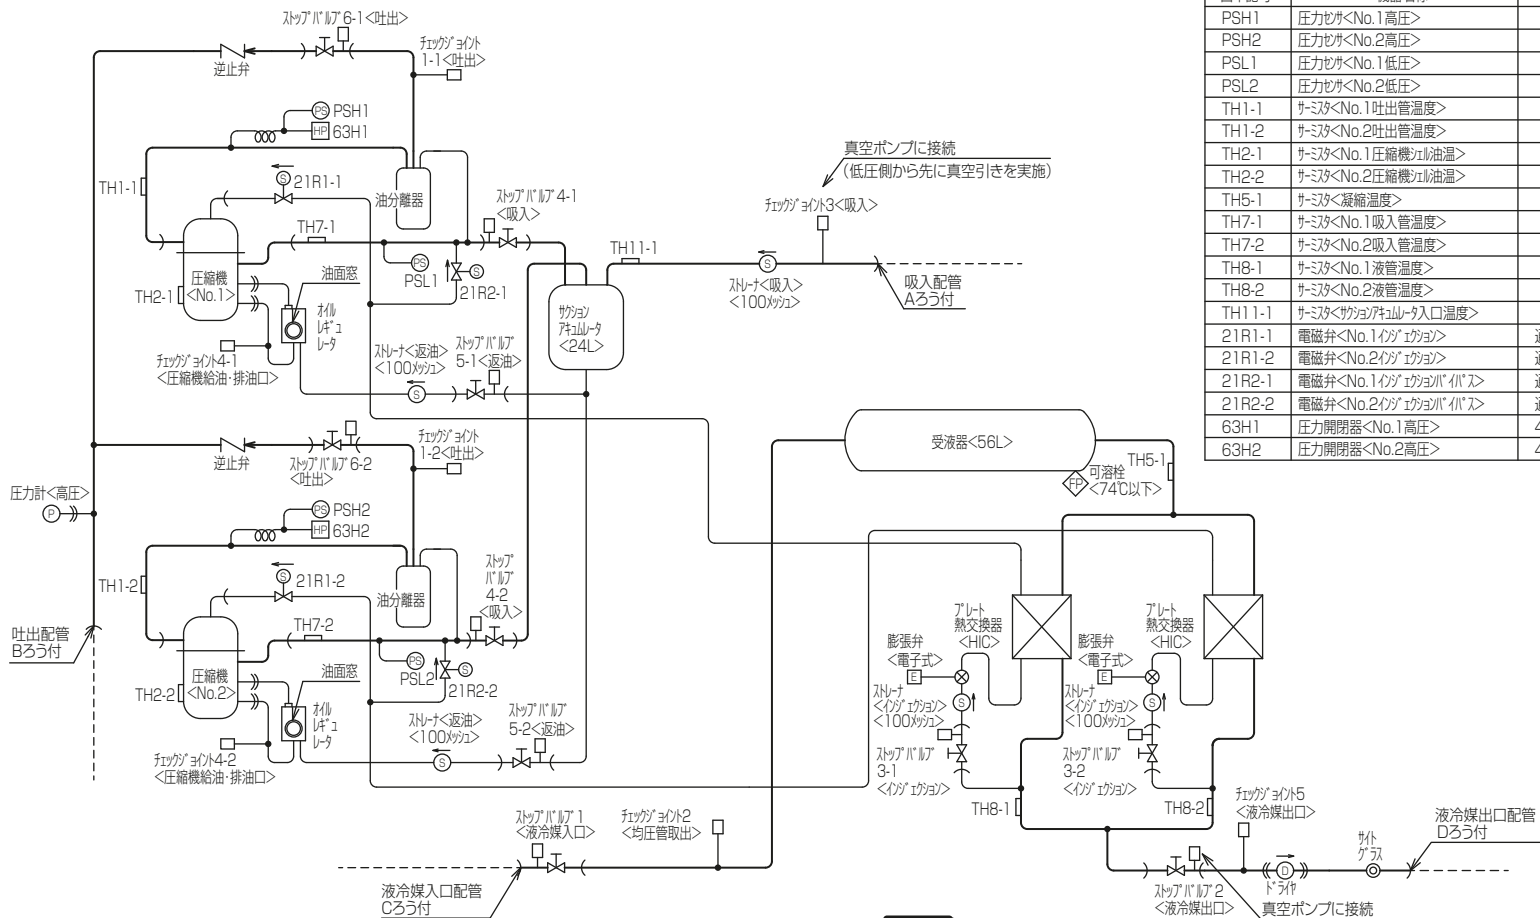 ストップバルブ6-1<吐出>
チェックジョイント
1-1<吐出>
逆止弁
PS
PSH1
HP
63H1
TH1-1
S
21R1-1
油分離器
ストップバルブ4-1
<吸入>
TH7-1
圧縮機
<No.1>
TH2-1
油面窓
オイル
レギュ
レータ
PS
PSL1
S
21R2-1
チェックジョイント4-1
<圧縮機給油・排油口>
ストレーナ<返油>
<100メッシュ>
S
ストップバルブ
5-1<返油>
サクション
アキュムレータ
<24L>
TH11-1
真空ポンプに接続
(低圧側から先に真空引きを実施)
チェックジョイント3<吸入>
S
ストレーナ<吸入>
<100メッシュ>
吸入配管
Aろう付
逆止弁
ストップバルブ6-2
<吐出>
チェックジョイント
1-2<吐出>
圧力計<高圧>
P
PS
PSH2
HP
63H2
TH1-2
S
21R1-2
油分離器
ストップ
バルブ
4-2
<吸入>
吐出配管
Bろう付
TH7-2
圧縮機
<No.2>
TH2-2
油面窓
オイル
レギュ
レータ
PS
PSL2
S
21R2-2
チェックジョイント4-2
<圧縮機給油・排油口>
ストレーナ<返油>
<100メッシュ>
S
ストップバルブ
5-2<返油>
受液器<56L>
FP
可溶栓
<74℃以下>
TH5-1
プレート
熱交換器
<HIC>
膨張弁
<電子式>
E
ストレーナ
<インジェクション>
<100メッシュ>
S
ストップバルブ
3-1
<インジェクション>
TH8-1
プレート
熱交換器
<HIC>
膨張弁
<電子式>
E
ストレーナ
<インジェクション>
<100メッシュ>
S
ストップバルブ
3-2
<インジェクション>
TH8-2
チェックジョイント5
<液冷媒出口>
ストップバルブ1
<液冷媒入口>
チェックジョイント2
<均圧管取出>
液冷媒入口配管
Cろう付
ストップバルブ2
<液冷媒出口>
D
ドライヤ
真空ポンプに接続
サイト
グラス
液冷媒出口配管
Dろう付
PSH1 圧力センサ<No.1高圧>
PSH2 圧力センサ<No.2高圧>
PSL1 圧力センサ<No.1低圧>
PSL2 圧力センサ<No.2低圧>
TH1-1 サーミスタ<No.1吐出管温度>
TH1-2 サーミスタ<No.2吐出管温度>
TH2-1 サーミスタ<No.1圧縮機シェル油温>
TH2-2 サーミスタ<No.2圧縮機シェル油温>
TH5-1 サーミスタ<凝縮温度>
TH7-1 サーミスタ<No.1吸入管温度>
TH7-2 サーミスタ<No.2吸入管温度>
TH8-1 サーミスタ<No.1液管温度>
TH8-2 サーミスタ<No.2液管温度>
TH11-1 サーミスタ<サクションアキュムレータ入口温度>
21R1-1 電磁弁<No.1インジェクション>
21R1-2 電磁弁<No.2インジェクション>
21R2-1 電磁弁<No.1インジェクションバイパス>
21R2-2 電磁弁<No.2インジェクションバイパス>
63H1 圧力開閉器<No.1高圧> 4
63H2 圧力開閉器<No.2高圧> 4